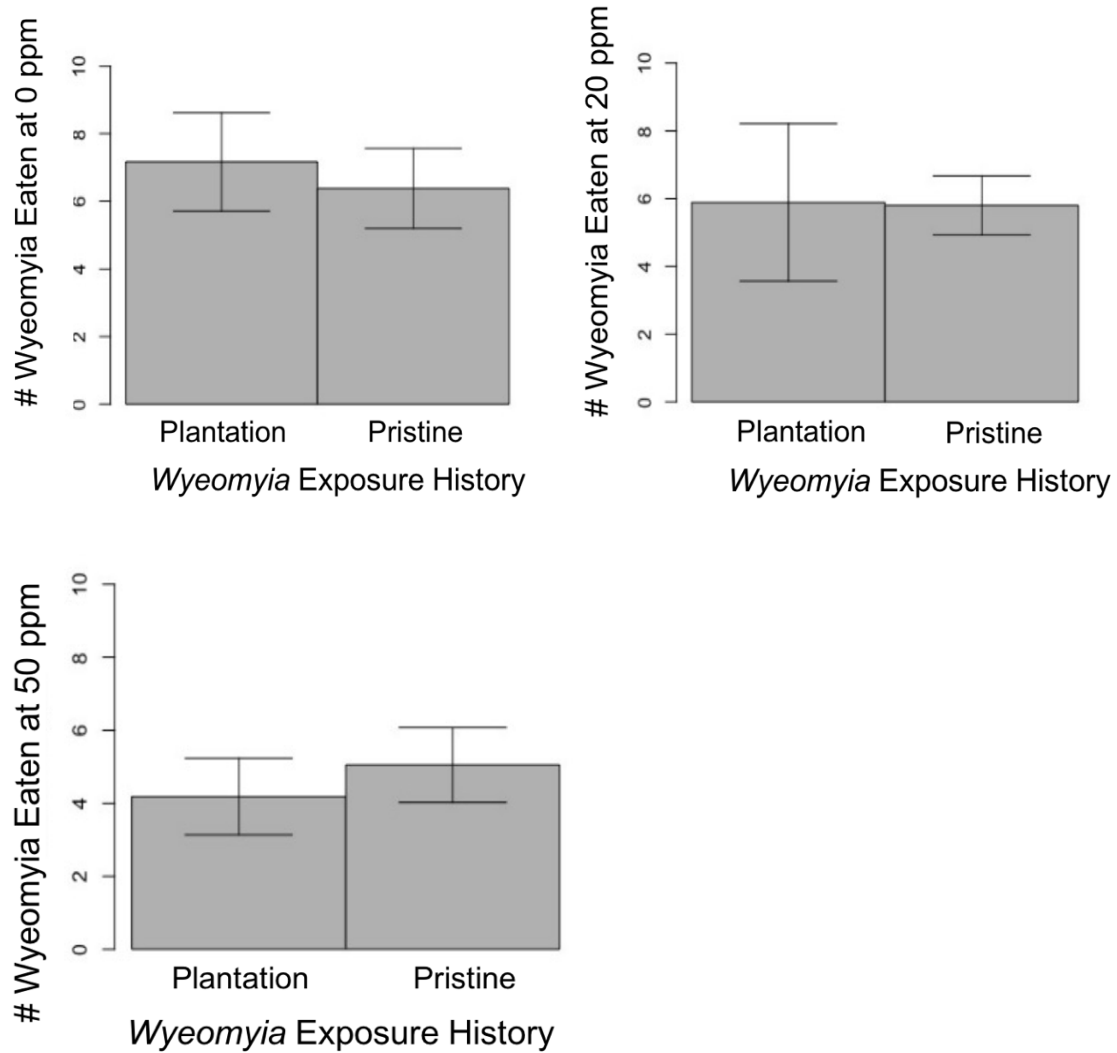 # Wyeomyia Eaten at 0 ppm
10
8
6
4
2
0
Plantation Pristine
Wyeomyia Exposure History
# Wyeomyia Eaten at 20 ppm
10
8
6
4
2
0
Plantation Pristine
Wyeomyia Exposure History
# Wyeomyia Eaten at 50 ppm
10
8
6
4
2
0
Plantation Pristine
Wyeomyia Exposure History